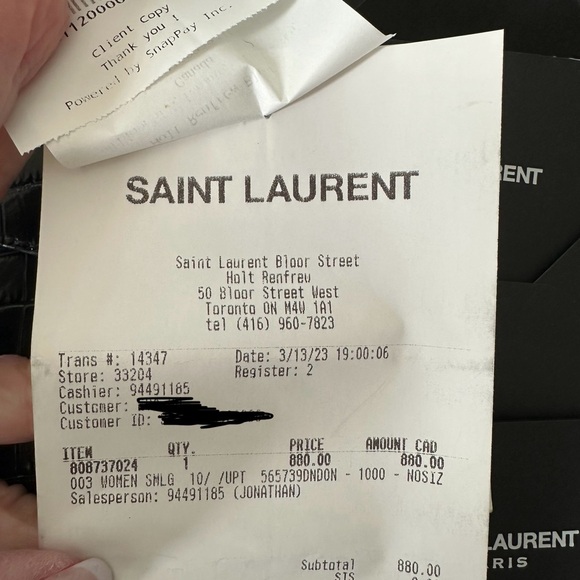 Client Copy
Thank you !
Powered by SnapPay Inc.
SAINT LAURENT
Saint Laurent Bloor Street
Holt Renfrew
50 Bloor Street West
Toronto ON M4W 1A1
tel (416) 960-7823
Trans #: 14347 Date: 3/13/23 19:00:06
Store: 33204 Register: 2
Cashier: 94491185
Customer:
Customer ID:
ITEM QTY. PRICE AMOUNT CAD
808737024 1 880.00 880.00
003 WOMEN SMLG 10/ /UPT 565739DNDON - 1000 - NOSIZ
Salesperson: 94491185 (JONATHAN)
Subtotal 880.00
RENT
LAURENT
RIS